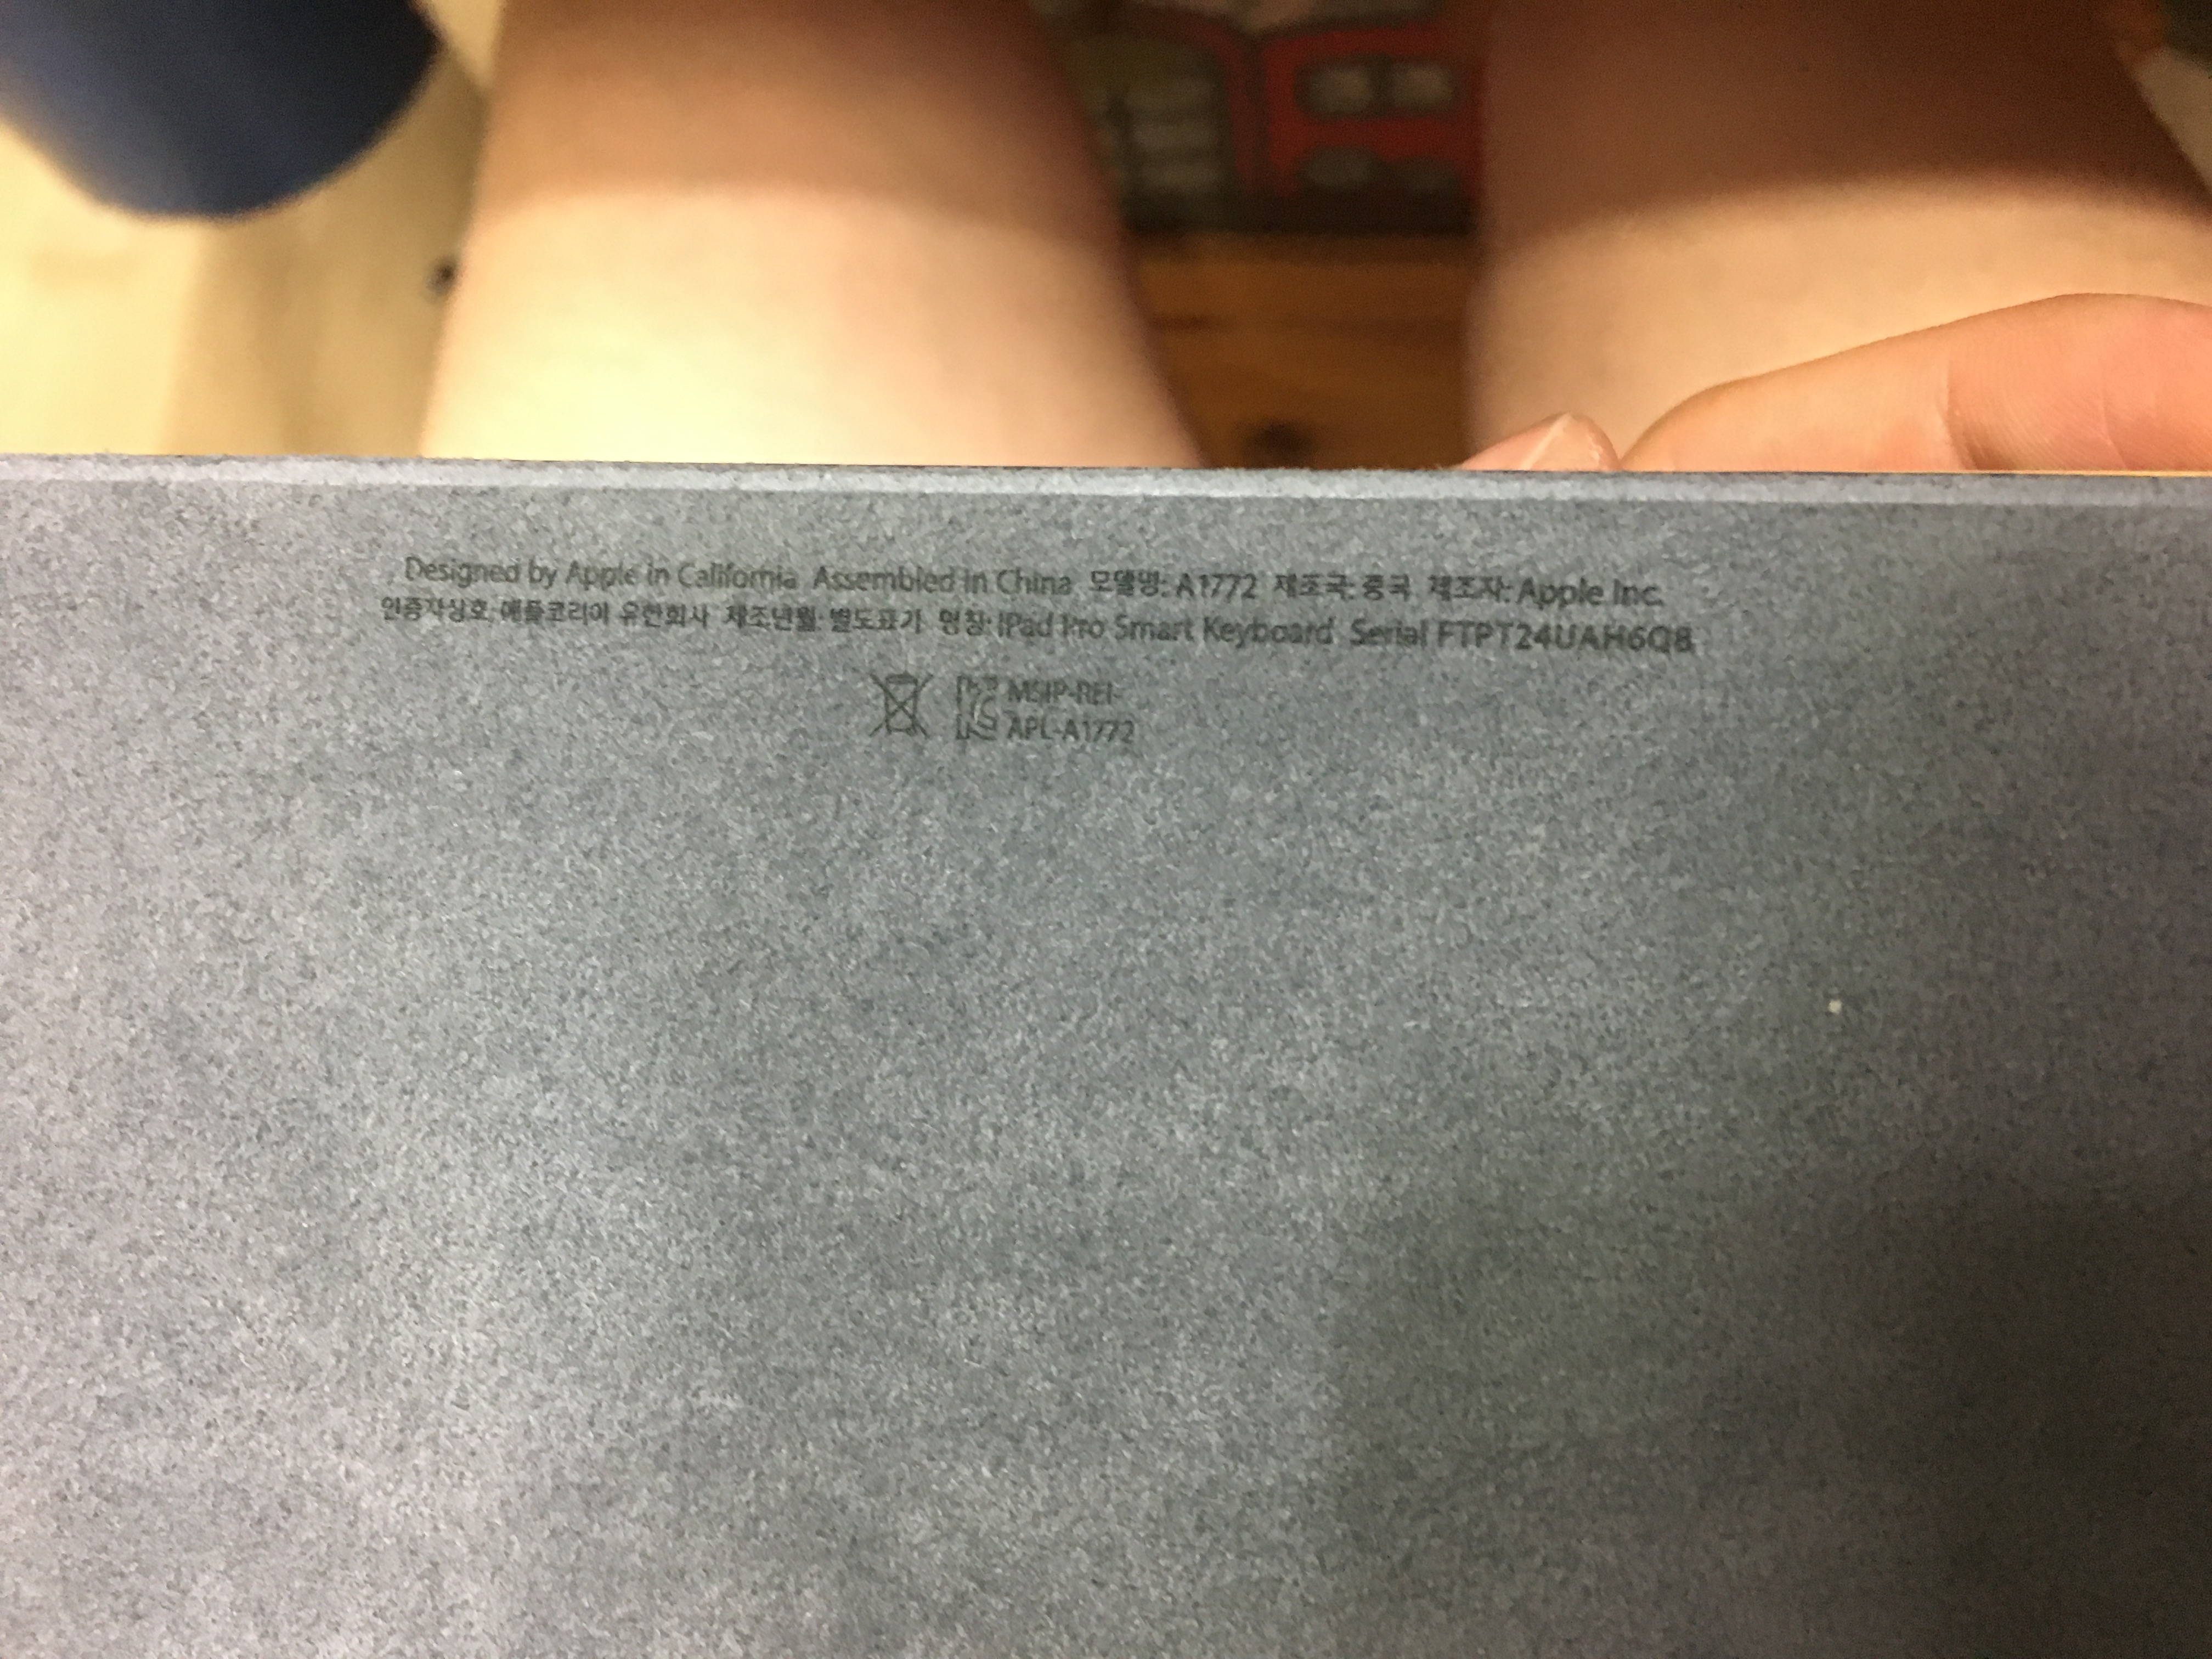 Designed by Apple in California Assembled in China 모델명: A1772 제조국: 중국 제조자: Apple Inc.
인증자상호: 애플코리아 유한회사 제조년월: 별도표기 명칭: iPad Pro Smart Keyboard Serial FTPT24UAH6Q8
MSIP-REI-
APL-A1772